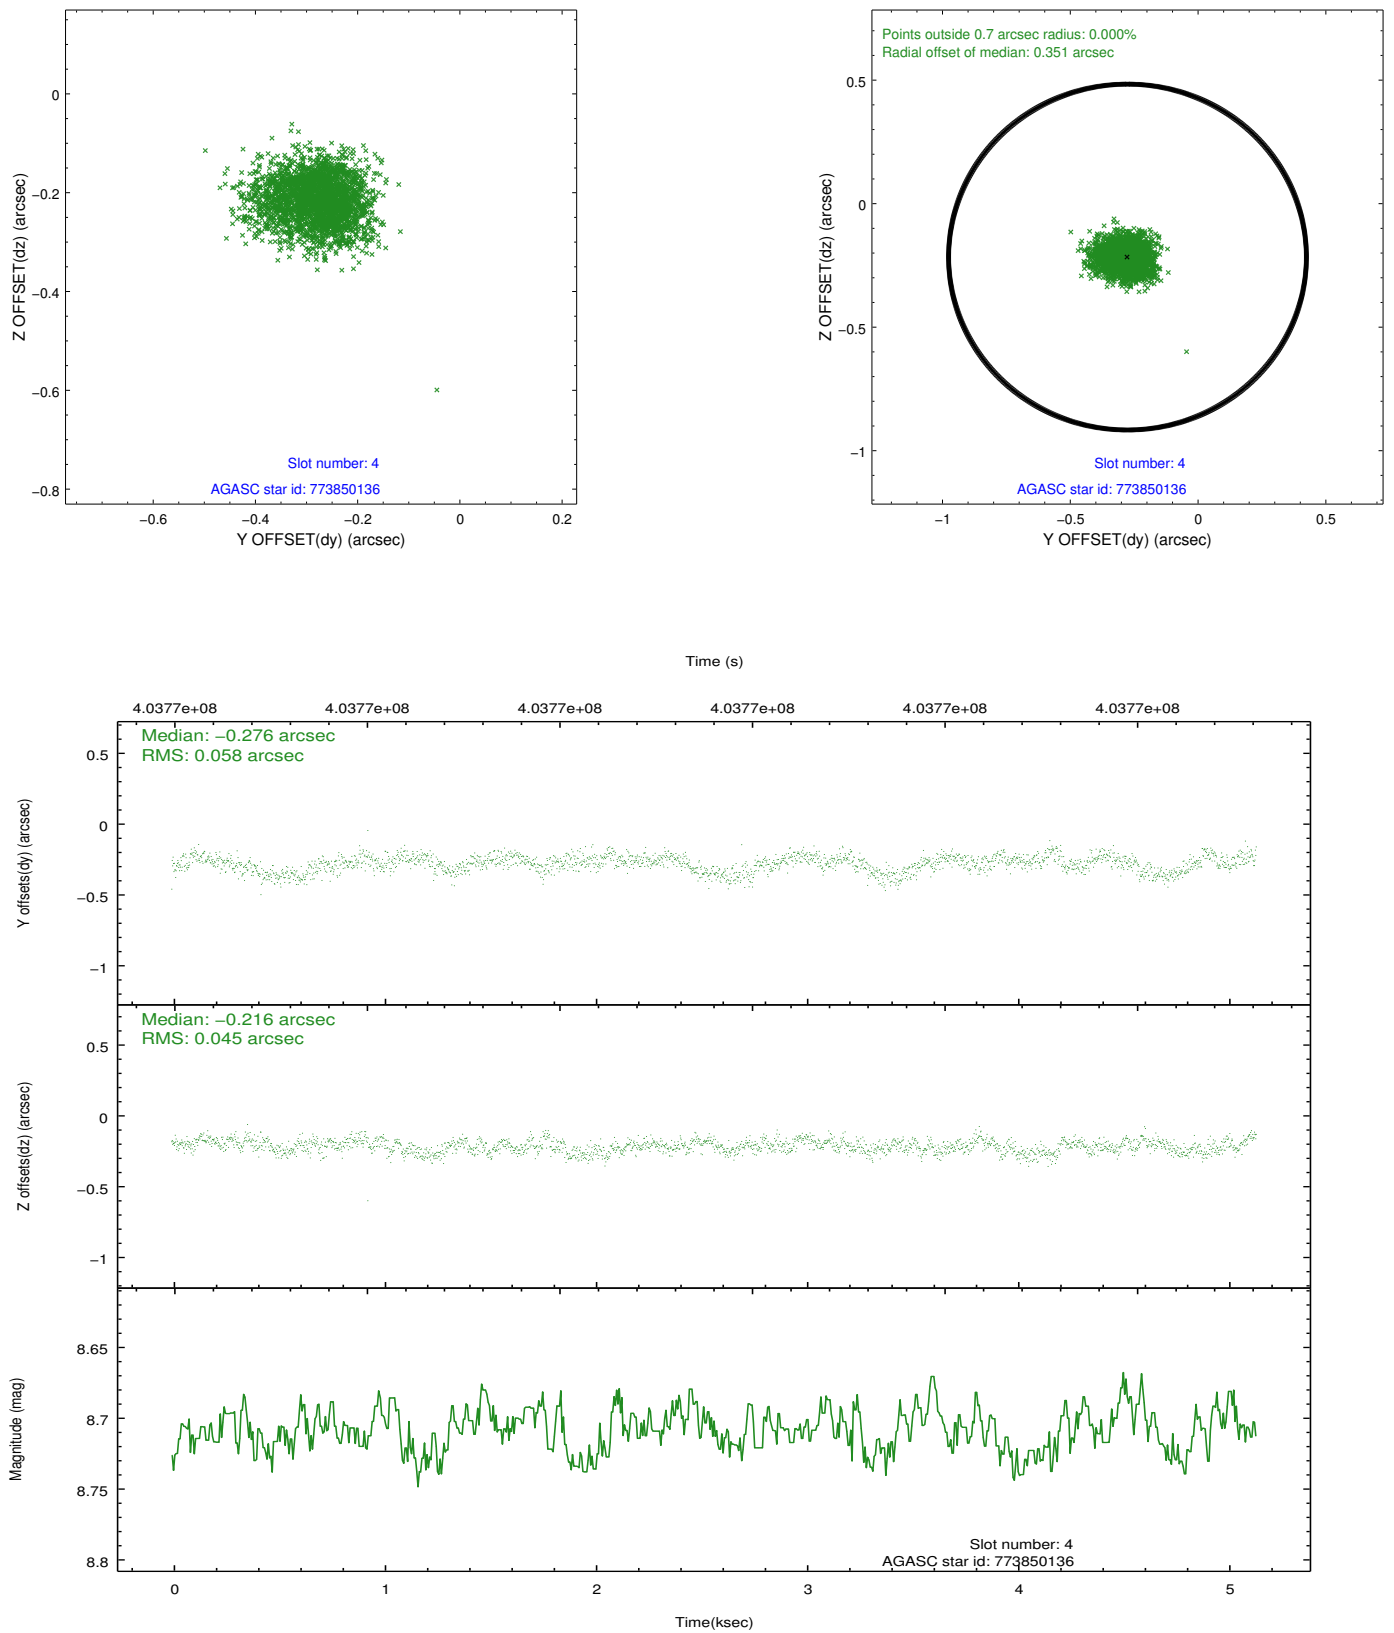 0
−0.2
−0.4
−0.6
−0.8
Z OFFSET(dz) (arcsec)
Slot number: 4
AGASC star id: 773850136
−0.6 −0.4 −0.2 0 0.2
Y OFFSET(dy) (arcsec)
Points outside 0.7 arcsec radius: 0.000%
Radial offset of median: 0.351 arcsec
0.5
0
−0.5
−1
Z OFFSET(dz) (arcsec)
Slot number: 4
AGASC star id: 773850136
−1 −0.5 0 0.5
Y OFFSET(dy) (arcsec)
Time (s)
4.0377e+08 4.0377e+08 4.0377e+08 4.0377e+08 4.0377e+08 4.0377e+08
Median: −0.276 arcsec
RMS: 0.058 arcsec
0.5
0
−0.5
−1
Y offsets(dy) (arcsec)
Median: −0.216 arcsec
RMS: 0.045 arcsec
0.5
0
−0.5
−1
Z offsets(dz) (arcsec)
8.65
8.7
8.75
8.8
Magnitude (mag)
Slot number: 4
AGASC star id: 773850136
0 1 2 3 4 5
Time(ksec)